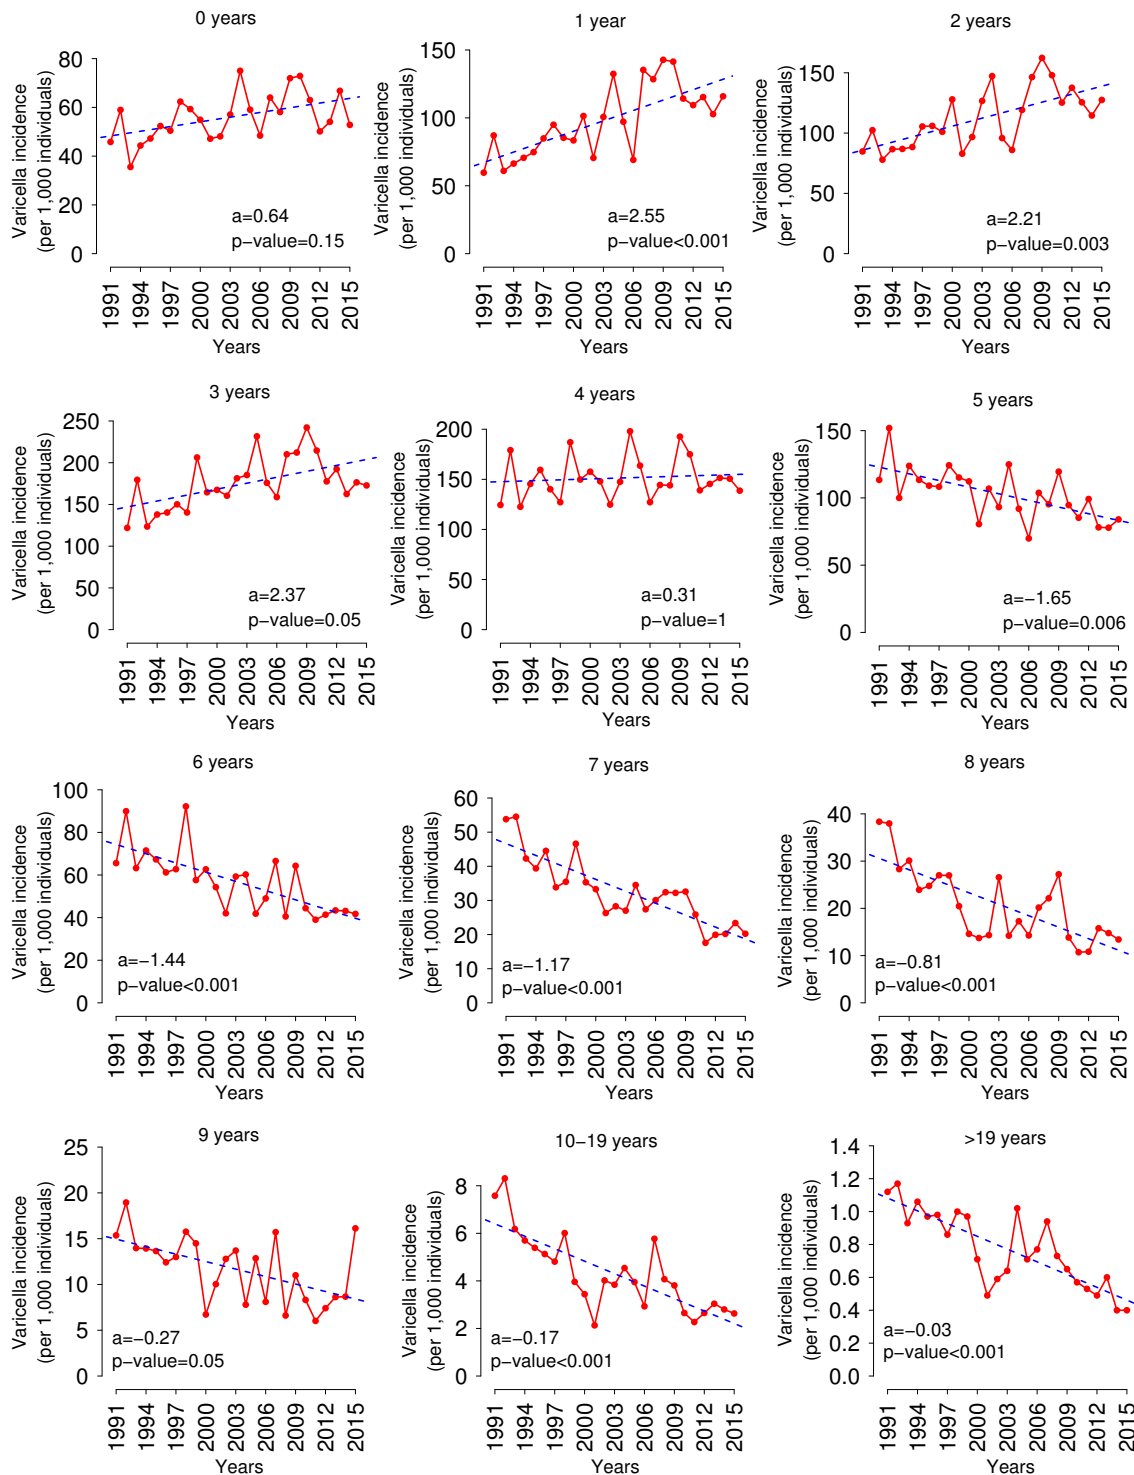 0 years
Varicella incidence
(per 1,000 individuals)
80
60
40
20
0
a=0.64
p−value=0.15
1991
1994
1997
2000
2003
2006
2009
2012
2015
Years
1 year
Varicella incidence
(per 1,000 individuals)
150
100
50
0
a=2.55
p−value<0.001
1991
1994
1997
2000
2003
2006
2009
2012
2015
Years
2 years
Varicella incidence
(per 1,000 individuals)
150
100
50
0
a=2.21
p−value=0.003
1991
1994
1997
2000
2003
2006
2009
2012
2015
Years
3 years
Varicella incidence
(per 1,000 individuals)
250
200
150
100
50
0
a=2.37
p−value=0.05
1991
1994
1997
2000
2003
2006
2009
2012
2015
Years
4 years
Varicella incidence
(per 1,000 individuals)
200
150
100
50
0
a=0.31
p−value=1
1991
1994
1997
2000
2003
2006
2009
2012
2015
Years
5 years
Varicella incidence
(per 1,000 individuals)
150
100
50
0
a=−1.65
p−value=0.006
1991
1994
1997
2000
2003
2006
2009
2012
2015
Years
6 years
Varicella incidence
(per 1,000 individuals)
100
80
60
40
20
0
a=−1.44
p−value<0.001
1991
1994
1997
2000
2003
2006
2009
2012
2015
Years
7 years
Varicella incidence
(per 1,000 individuals)
60
50
40
30
20
10
0
a=−1.17
p−value<0.001
1991
1994
1997
2000
2003
2006
2009
2012
2015
Years
8 years
Varicella incidence
(per 1,000 individuals)
40
30
20
10
0
a=−0.81
p−value<0.001
1991
1994
1997
2000
2003
2006
2009
2012
2015
Years
9 years
Varicella incidence
(per 1,000 individuals)
25
20
15
10
5
0
a=−0.27
p−value=0.05
1991
1994
1997
2000
2003
2006
2009
2012
2015
Years
10−19 years
Varicella incidence
(per 1,000 individuals)
8
6
4
2
0
a=−0.17
p−value<0.001
1991
1994
1997
2000
2003
2006
2009
2012
2015
Years
>19 years
Varicella incidence
(per 1,000 individuals)
1.4
1.2
1.0
0.8
0.6
0.4
0.2
0.0
a=−0.03
p−value<0.001
1991
1994
1997
2000
2003
2006
2009
2012
2015
Years